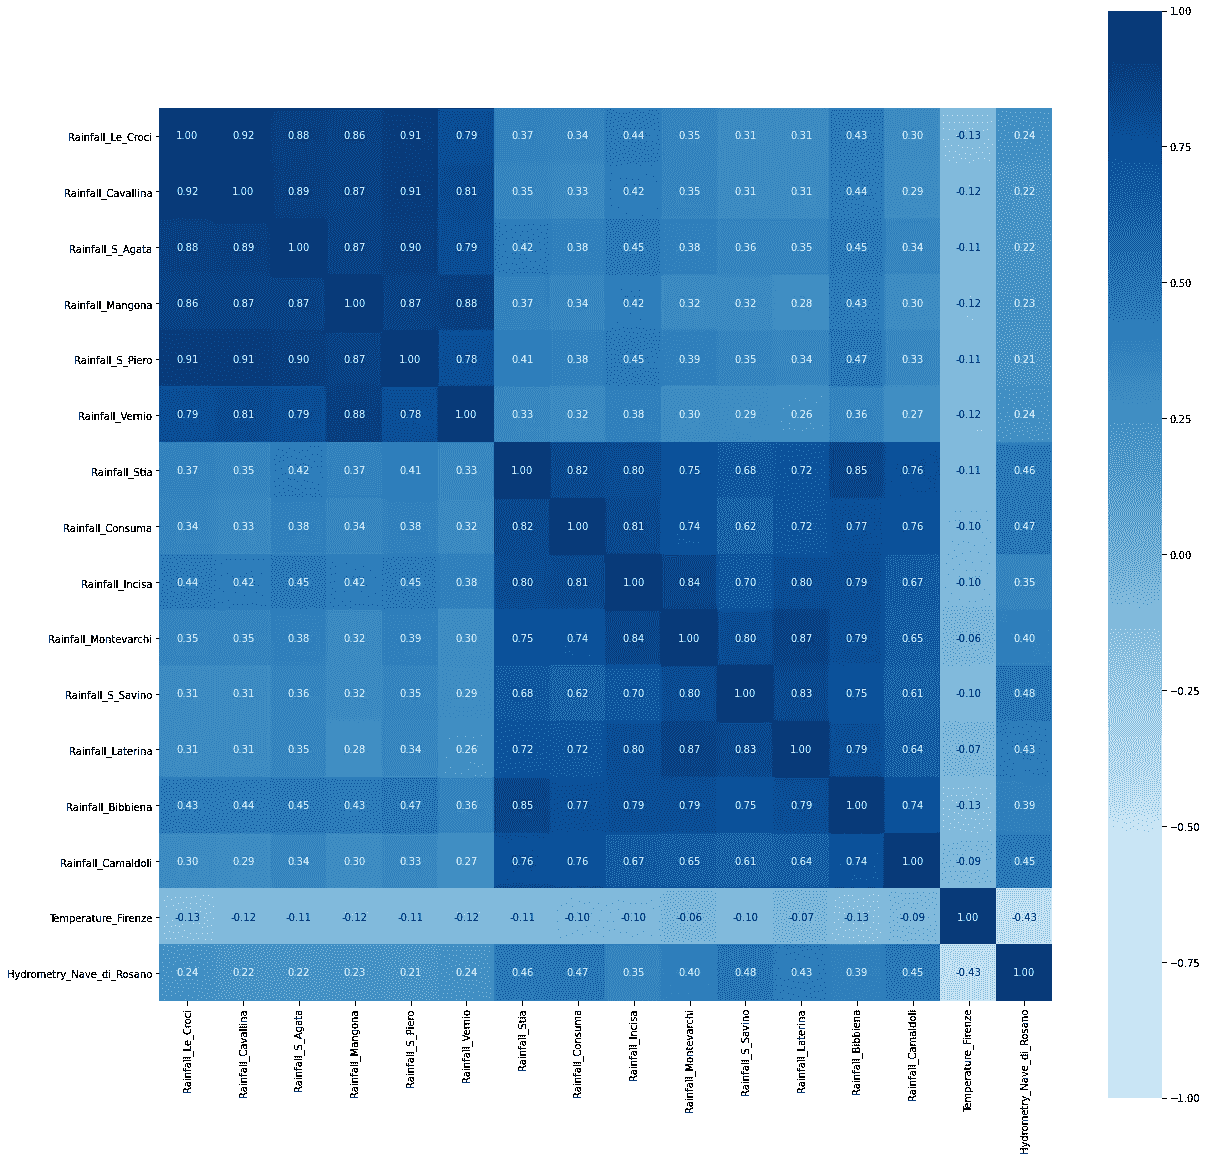 1.00
Rainfall_Le_Croci 1.00 0.92 0.88 0.86 0.91 0.79 0.37 0.34 0.44 0.35 0.31 0.31 0.43 0.30 -0.13 0.24
0.75
Rainfall_Cavallina 0.92 1.00 0.89 0.87 0.91 0.81 0.35 0.33 0.42 0.35 0.31 0.31 0.44 0.29 -0.12 0.22
Rainfall_S_Agata 0.88 0.89 1.00 0.87 0.90 0.79 0.42 0.38 0.45 0.38 0.36 0.35 0.45 0.34 -0.11 0.22
0.50
Rainfall_Mangona 0.86 0.87 0.87 1.00 0.87 0.88 0.37 0.34 0.42 0.32 0.32 0.28 0.43 0.30 -0.12 0.23
Rainfall_S_Piero 0.91 0.91 0.90 0.87 1.00 0.78 0.41 0.38 0.45 0.39 0.35 0.34 0.47 0.33 -0.11 0.21
Rainfall_Vernio 0.79 0.81 0.79 0.88 0.78 1.00 0.33 0.32 0.38 0.30 0.29 0.26 0.36 0.27 -0.12 0.24
0.25
Rainfall_Stia 0.37 0.35 0.42 0.37 0.41 0.33 1.00 0.82 0.80 0.75 0.68 0.72 0.85 0.76 -0.11 0.46
Rainfall_Consuma 0.34 0.33 0.38 0.34 0.38 0.32 0.82 1.00 0.81 0.74 0.62 0.72 0.77 0.76 -0.10 0.47
0.00
Rainfall_Incisa 0.44 0.42 0.45 0.42 0.45 0.38 0.80 0.81 1.00 0.84 0.70 0.80 0.79 0.67 -0.10 0.35
Rainfall_Montevarchi 0.35 0.35 0.38 0.32 0.39 0.30 0.75 0.74 0.84 1.00 0.80 0.87 0.79 0.65 -0.06 0.40
−0.25
Rainfall_S_Savino 0.31 0.31 0.36 0.32 0.35 0.29 0.68 0.62 0.70 0.80 1.00 0.83 0.75 0.61 -0.10 0.48
Rainfall_Laterina 0.31 0.31 0.35 0.28 0.34 0.26 0.72 0.72 0.80 0.87 0.83 1.00 0.79 0.64 -0.07 0.43
Rainfall_Bibbiena 0.43 0.44 0.45 0.43 0.47 0.36 0.85 0.77 0.79 0.79 0.75 0.79 1.00 0.74 -0.13 0.39
−0.50
Rainfall_Camaldoli 0.30 0.29 0.34 0.30 0.33 0.27 0.76 0.76 0.67 0.65 0.61 0.64 0.74 1.00 -0.09 0.45
Temperature_Firenze -0.13 -0.12 -0.11 -0.12 -0.11 -0.12 -0.11 -0.10 -0.10 -0.06 -0.10 -0.07 -0.13 -0.09 1.00 -0.43
−0.75
Hydrometry_Nave_di_Rosano 0.24 0.22 0.22 0.23 0.21 0.24 0.46 0.47 0.35 0.40 0.48 0.43 0.39 0.45 -0.43 1.00
−1.00
Rainfall_Le_Croci
Rainfall_Cavallina
Rainfall_S_Agata
Rainfall_Mangona
Rainfall_S_Piero
Rainfall_Vernio
Rainfall_Stia
Rainfall_Consuma
Rainfall_Incisa
Rainfall_Montevarchi
Rainfall_S_Savino
Rainfall_Laterina
Rainfall_Bibbiena
Rainfall_Camaldoli
Temperature_Firenze
Hydrometry_Nave_di_Rosano